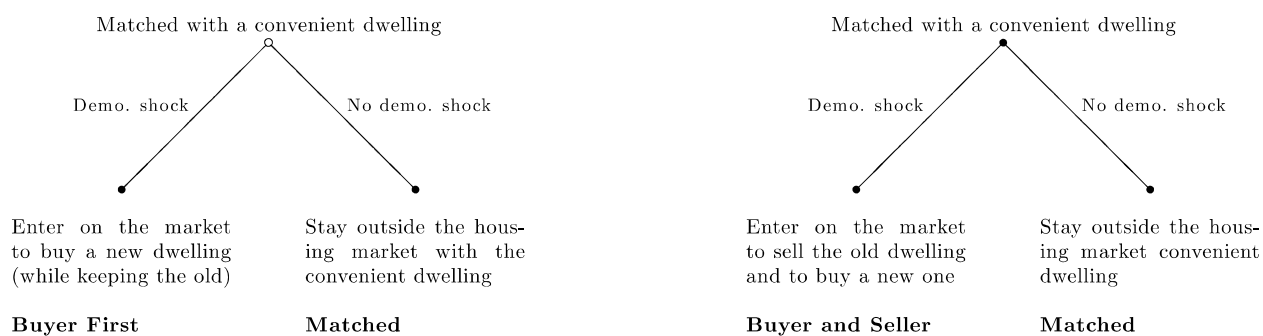 Matched with a convenient dwelling
Demo. shock
No demo. shock
Enter on the market
to buy a new dwelling
(while keeping the old)
Buyer First
Stay outside the hous-
ing market with the
convenient dwelling
Matched
Matched with a convenient dwelling
Demo. shock
No demo. shock
Enter on the market
to sell the old dwelling
and to buy a new one
Buyer and Seller
Stay outside the hous-
ing market convenient
dwelling
Matched